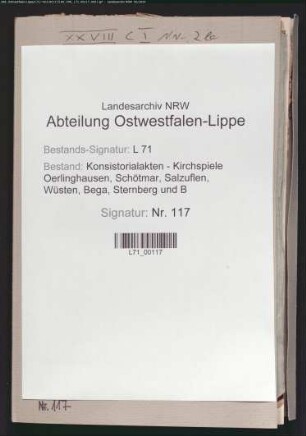 XXVIII C I Nr. 2
Landesarchiv NRW
Abteilung Ostwestfalen-Lippe
Bestands-Signatur: L 71
Bestand: Konsistorialakten - Kirchspiele
Oerlinghausen, Schötmar, Salzuflen,
Wüsten, Bega, Sternberg und B
Signatur: Nr. 117
L71_00117
Nr. 117